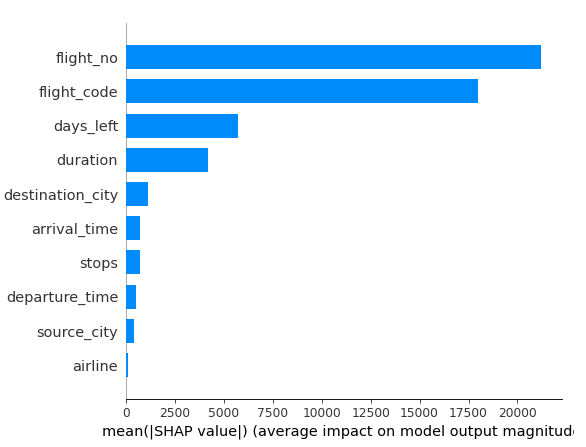 flight_no
flight_code
days_left
duration
destination_city
arrival_time
stops
departure_time
source_city
airline
0 2500 5000 7500 10000 12500 15000 17500 20000
mean(|SHAP value|) (average impact on model output magnitude